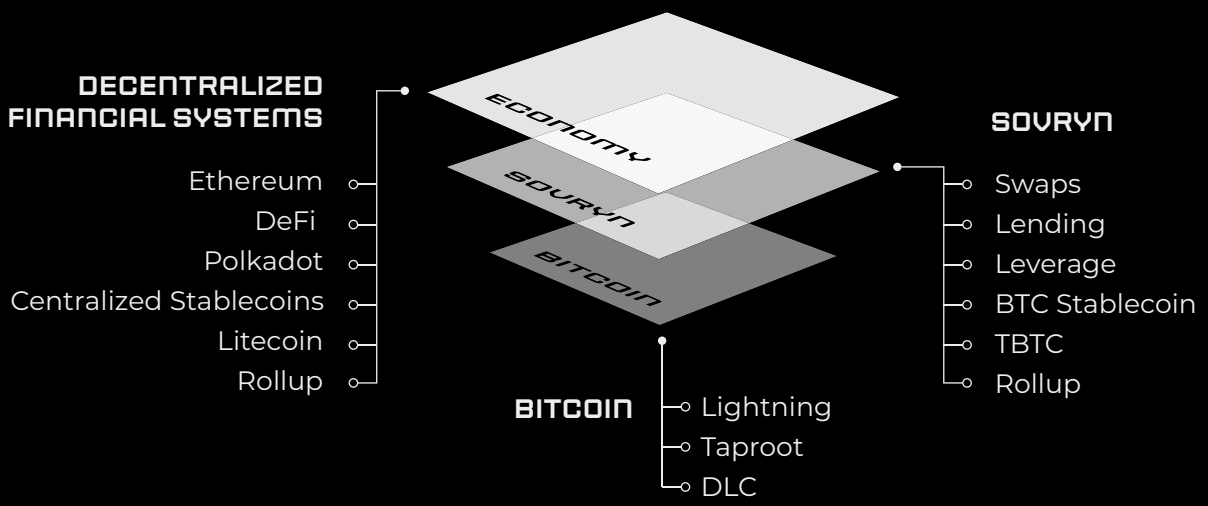 DECENTRALIZED
FINANCIAL SYSTEMS
Ethereum
DeFi
Polkadot
Centralized Stablecoins
Litecoin
Rollup
ECONOMY
SOVRYN
BITCOIN
SOVRYN
Swaps
Lending
Leverage
BTC Stablecoin
TBTC
Rollup
BITCOIN
Lightning
Taproot
DLC